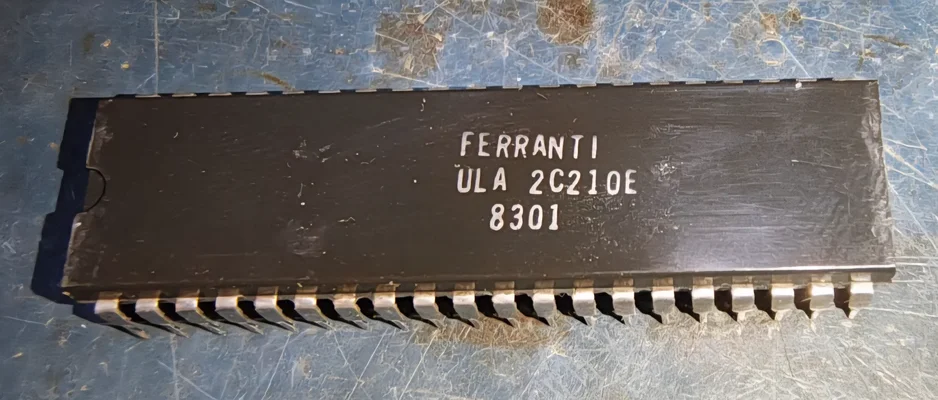 FERRANTI
ULA 2C210E
8301